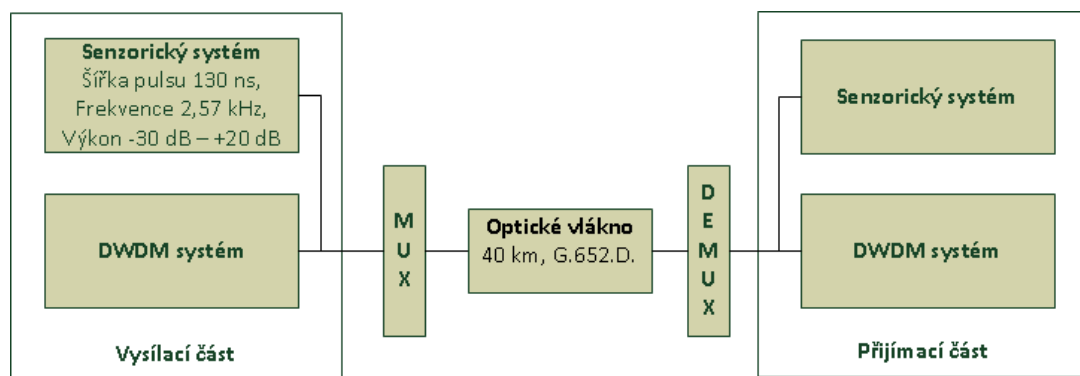 Senzorický systém
Šířka pulsu 130 ns,
Frekvence 2,57 kHz,
Výkon -30 dB – +20 dB
DWDM systém
Vysílací část
M
U
X
Optické vlákno
40 km, G.652.D.
D
E
M
U
X
Senzorický systém
DWDM systém
Přijímací část